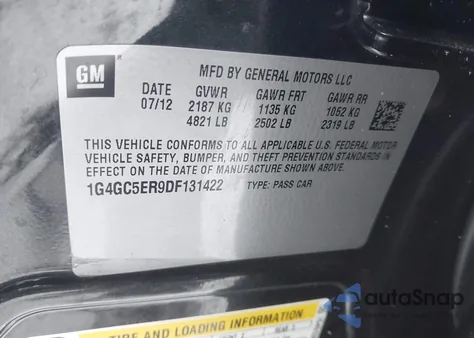 GM
MFD BY GENERAL MOTORS LLC
DATE GVWR GAWR FRT GAWR RR
07/12 2187 KG 1135 KG 1052 KG
4821 LB 2502 LB 2319 LB
THIS VEHICLE CONFORMS TO ALL APPLICABLE U.S. FEDERAL MOTOR
VEHICLE SAFETY, BUMPER, AND THEFT PREVENTION STANDARDS IN
EFFECT ON THE DATE OF MANUFACTURE SHOWN ABOVE.
1G4GC5ER9DF131422 TYPE: PASS CAR
autoSnap
TIRE AND LOADING INFORMATION